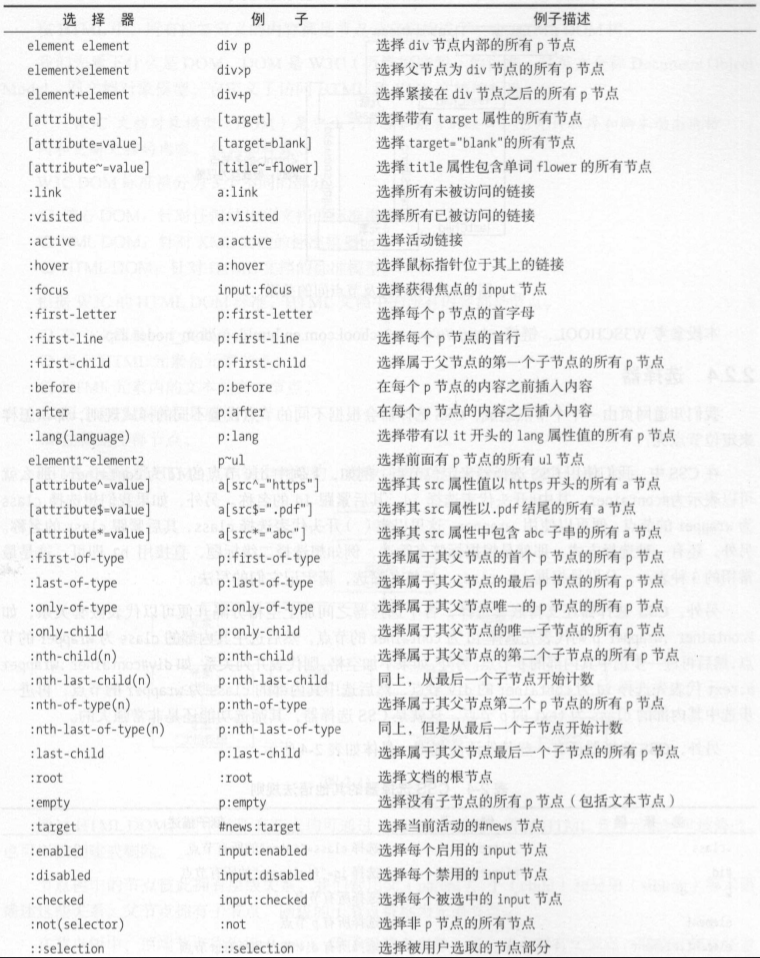 选 择 器 例 子 例子描述
element element div p 选择 div 节点内部的所有 p 节点
element>element div>p 选择父节点为 div 节点的所有 p 节点
element+element div+p 选择紧接在 div 节点之后的所有 p 节点
[attribute] [target] 选择带有 target 属性的所有节点
[attribute=value] [target=blank] 选择 target="blank"的所有节点
[attribute~=value] [title~=flower] 选择 title 属性包含单词 flower 的所有节点
:link a:link 选择所有未被访问的链接
:visited a:visited 选择所有已被访问的链接
:active a:active 选择活动链接
:hover a:hover 选择鼠标指针位于其上的链接
:focus input:focus 选择获得焦点的 input 节点
:first-letter p:first-letter 选择每个 p 节点的首字母
:first-line p:first-line 选择每个 p 节点的首行
:first-child p:first-child 选择属于父节点的第一个子节点的所有 p 节点
:before p:before 在每个 p 节点的内容之前插入内容
:after p:after 在每个 p 节点的内容之后插入内容
:lang(language) p:lang 选择带有以 it 开头的 lang 属性值的所有 p 节点
element1~element2 p~ul 选择前面有 p 节点的所有 ul 节点
[attribute^=value] a[src^="https"] 选择其 src 属性值以 https 开头的所有 a 节点
[attribute$=value] a[src$=".pdf"] 选择其 src 属性以.pdf 结尾的所有 a 节点
[attribute*=value] a[src*="abc"] 选择其 src 属性中包含 abc 子串的所有 a 节点
:first-of-type p:first-of-type 选择属于其父节点的首个 p 节点的所有 p 节点
:last-of-type p:last-of-type 选择属于其父节点的最后 p 节点的所有 p 节点
:only-of-type p:only-of-type 选择属于其父节点唯一的 p 节点的所有 p 节点
:only-child p:only-child 选择属于其父节点的唯一子节点的所有 p 节点
:nth-child(n) p:nth-child 选择属于其父节点的第二个子节点的所有 p 节点
:nth-last-child(n) p:nth-last-child 同上，从最后一个子节点开始计数
:nth-of-type(n) p:nth-of-type 选择属于其父节点第二个 p 节点的所有 p 节点
:nth-last-of-type(n) p:nth-last-of-type 同上，但是从最后一个子节点开始计数
:last-child p:last-child 选择属于其父节点最后一个子节点的所有 p 节点
:root :root 选择文档的根节点
:empty p:empty 选择没有子节点的所有 p 节点（包括文本节点）
:target #news:target 选择当前活动的#news 节点
:enabled input:enabled 选择每个启用的 input 节点
:disabled input:disabled 选择每个禁用的 input 节点
:checked input:checked 选择每个被选中的 input 节点
:not(selector) :not 选择非 p 节点的所有节点
::selection ::selection 选择被用户选取的节点部分